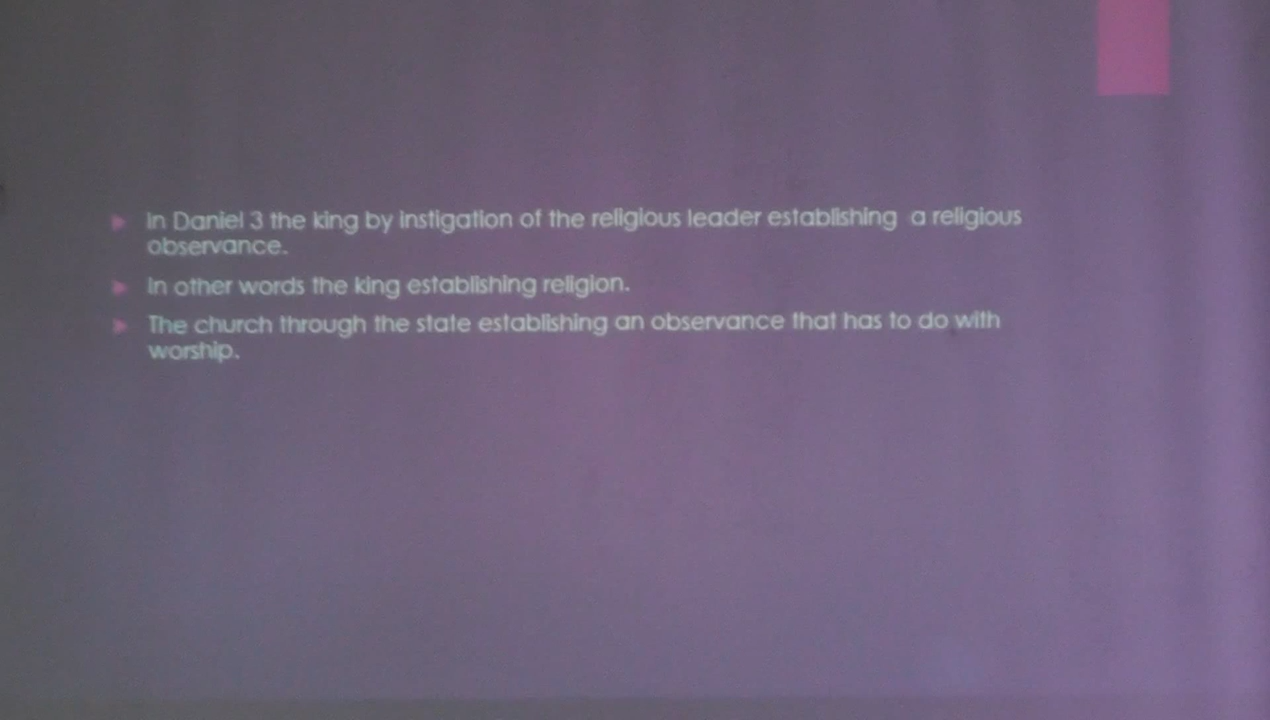 In Daniel 3 the king by instigation of the religious leader establishing a religious
observance.
In other words the king establishing religion.
The church through the state establishing an observance that has to do with
worship.